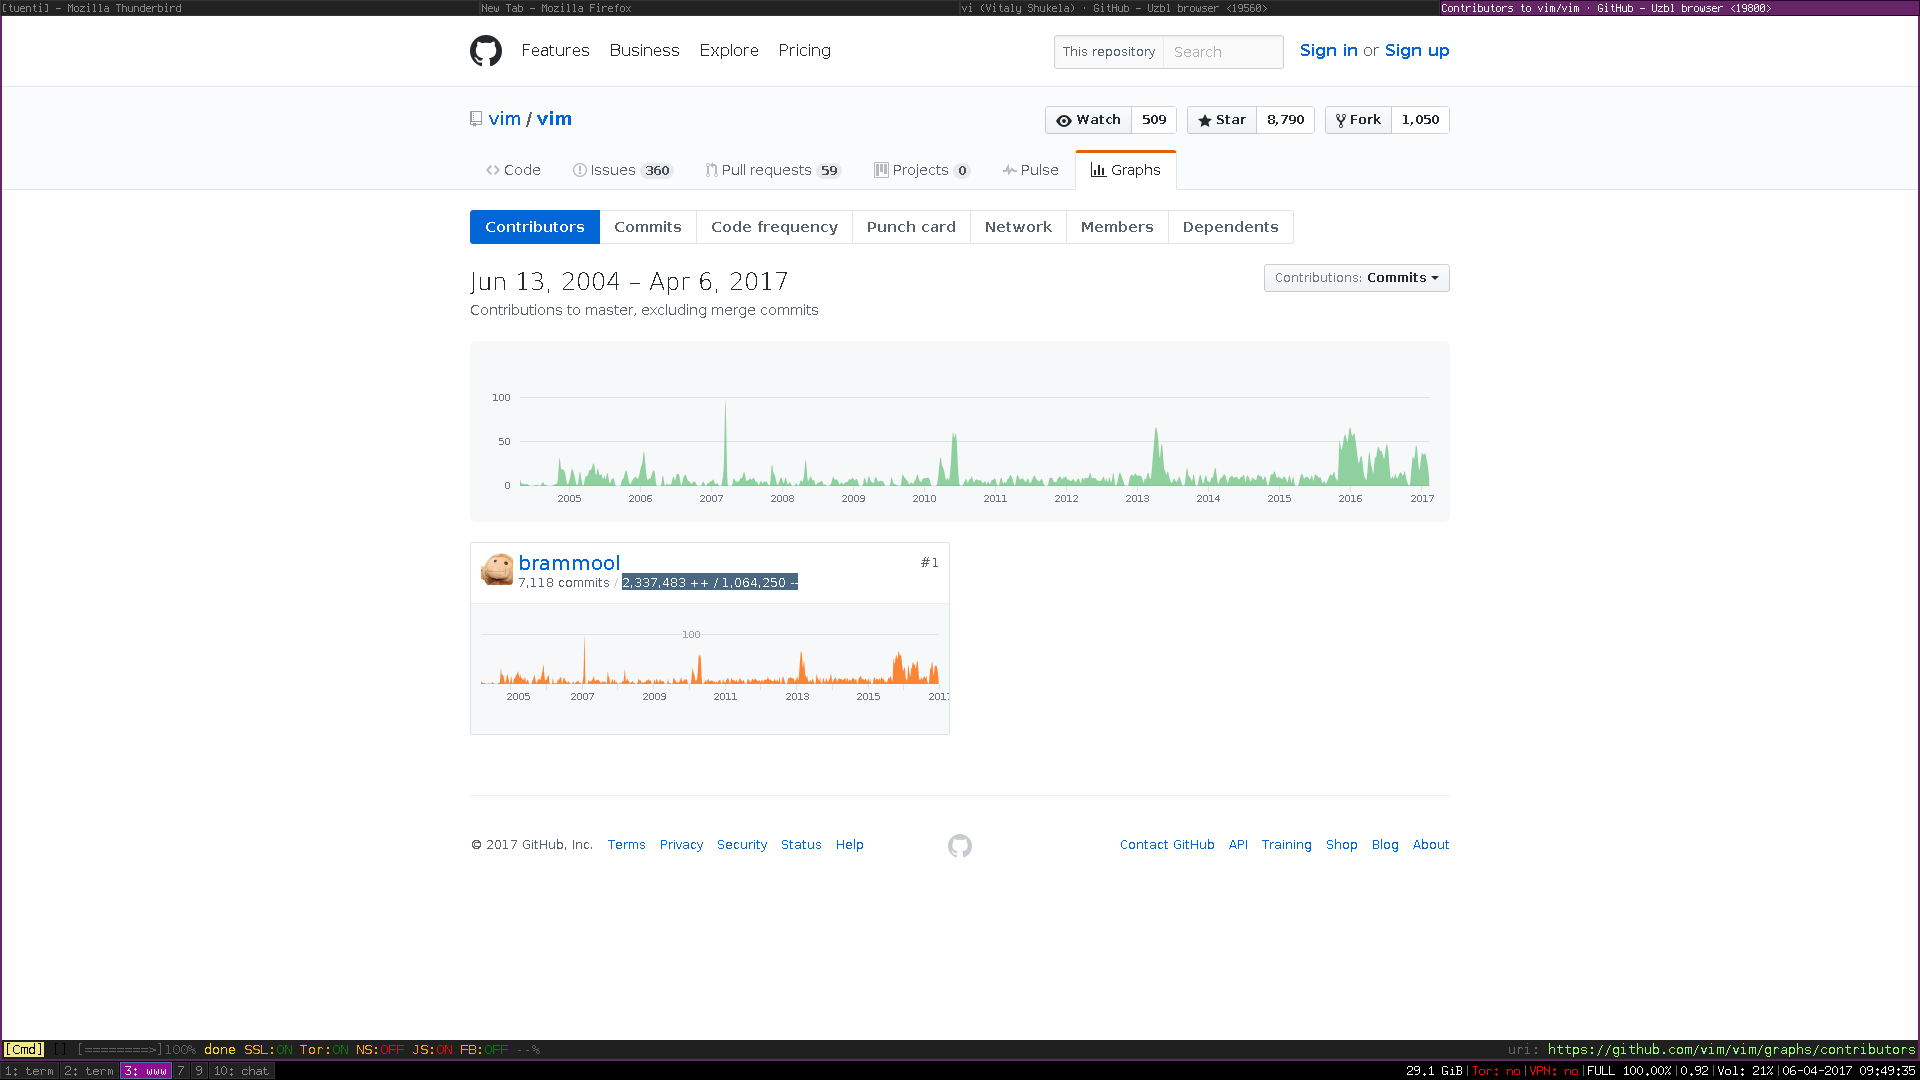 [tuenti] - Mozilla Thunderbird New Tab - Mozilla Firefox vi (Vitaly Shukela) · GitHub - Uzbl browser <19560> Contributors to vim/vim · GitHub - Uzbl browser <19800>
Features Business Explore Pricing This repository Search Sign in or Sign up
vim / vim Watch 509 Star 8,790 Fork 1,050
Code Issues 360 Pull requests 59 Projects 0 Pulse Graphs
Contributors Commits Code frequency Punch card Network Members Dependents
Jun 13, 2004 – Apr 6, 2017 Contributions: Commits
Contributions to master, excluding merge commits
100
50
0
2005 2006 2007 2008 2009 2010 2011 2012 2013 2014 2015 2016 2017
brammool #1
7,118 commits / 2,337,483 ++ / 1,064,250 --
100
2005 2007 2009 2011 2013 2015 2017
© 2017 GitHub, Inc. Terms Privacy Security Status Help Contact GitHub API Training Shop Blog About
[Cmd] [] [========>]100% done SSL:ON Tor:ON NS:OFF JS:ON FB:OFF --% uri: https://github.com/vim/vim/graphs/contributors
1: term 2: term 3: www 7 9 10: chat 29.1 GiB|Tor: no|VPN: no|FULL 100.00%|0.92|Vol: 21%|06-04-2017 09:49:35